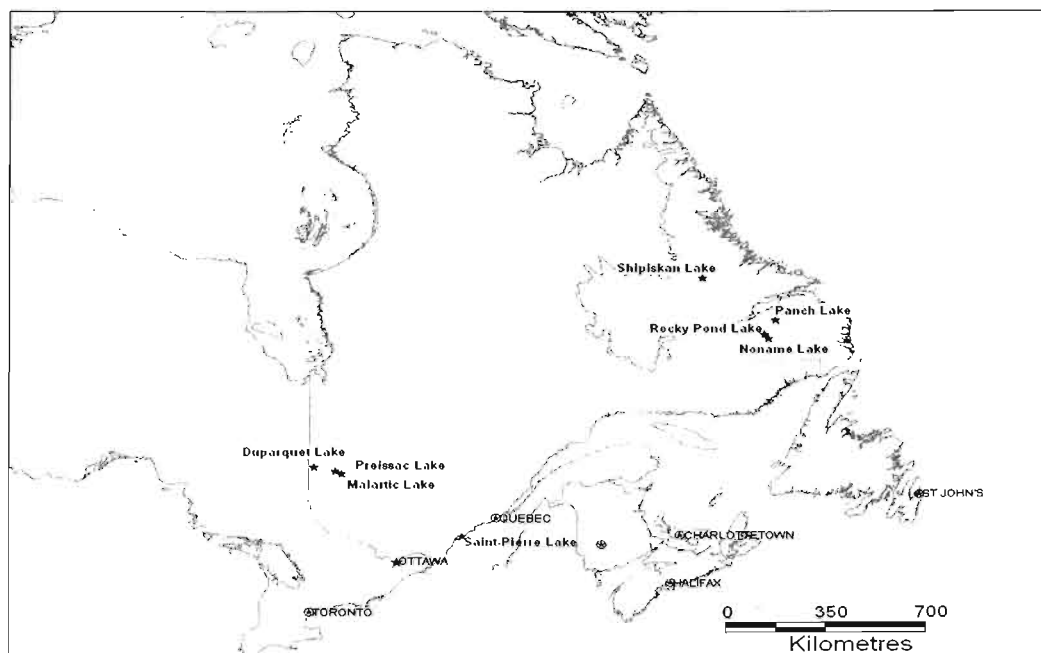 Shipiskan Lake
Panch Lake
Rocky Pond Lake
Noname Lake
Duparquet Lake
Preissac Lake
Malartic Lake
ST JOHN'S
QUEBEC
Saint-Pierre Lake
CHARLOTTETOWN
OTTAWA
HALIFAX
TORONTO
0 350 700
Kilometres